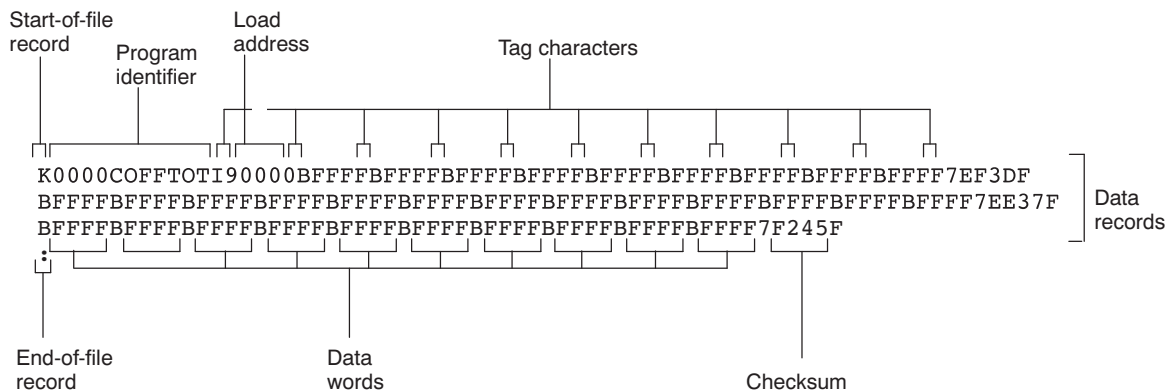 Start-of-file
record
Program
identifier
Load
address
Tag characters
K0000COFFTOTI90000BFFFFBFFFFBFFFFBFFFFBFFFFBFFFFBFFFFBFFFFBFFFF7EF3DF
BFFFFBFFFFBFFFFBFFFFBFFFFBFFFFBFFFFBFFFFBFFFFBFFFFBFFFFBFFFFBFFFF7EE37F
BFFFFBFFFFBFFFFBFFFFBFFFFBFFFFBFFFFBFFFFBFFFFBFFFF7F245F
:
Data
records
End-of-file
record
Data
words
Checksum